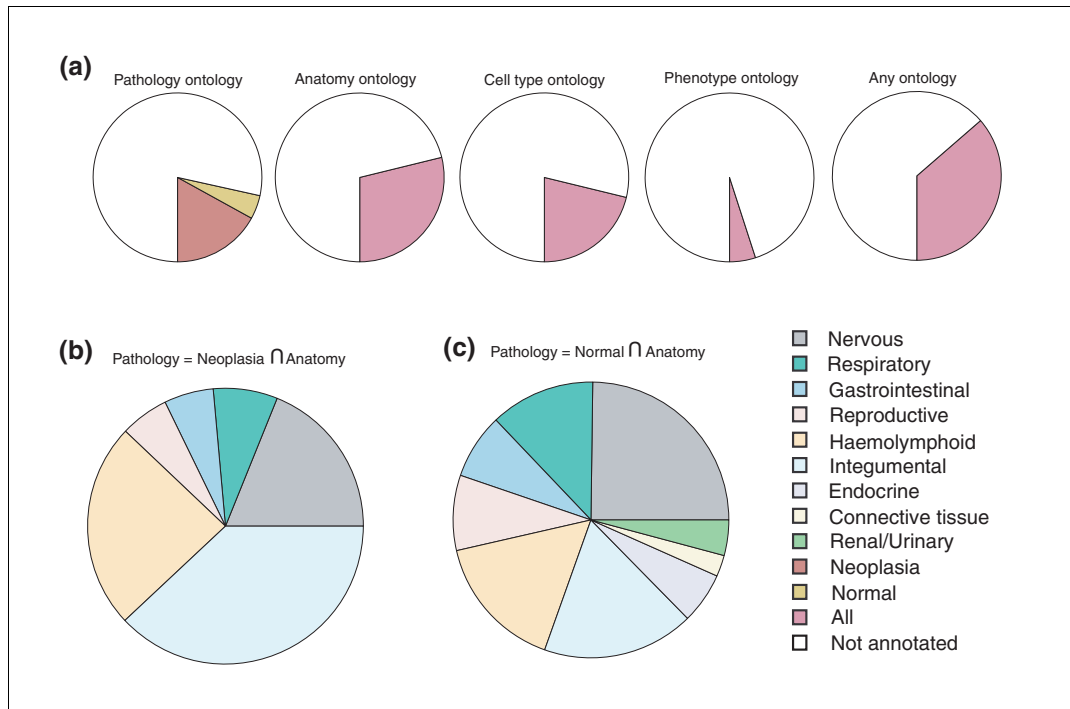 (a)
Pathology ontology
Anatomy ontology
Cell type ontology
Phenotype ontology
Any ontology
(b)
Pathology = Neoplasia ∩ Anatomy
(c)
Pathology = Normal ∩ Anatomy
Nervous
Respiratory
Gastrointestinal
Reproductive
Haemolymphoid
Integumental
Endocrine
Connective tissue
Renal/Urinary
Neoplasia
Normal
All
Not annotated